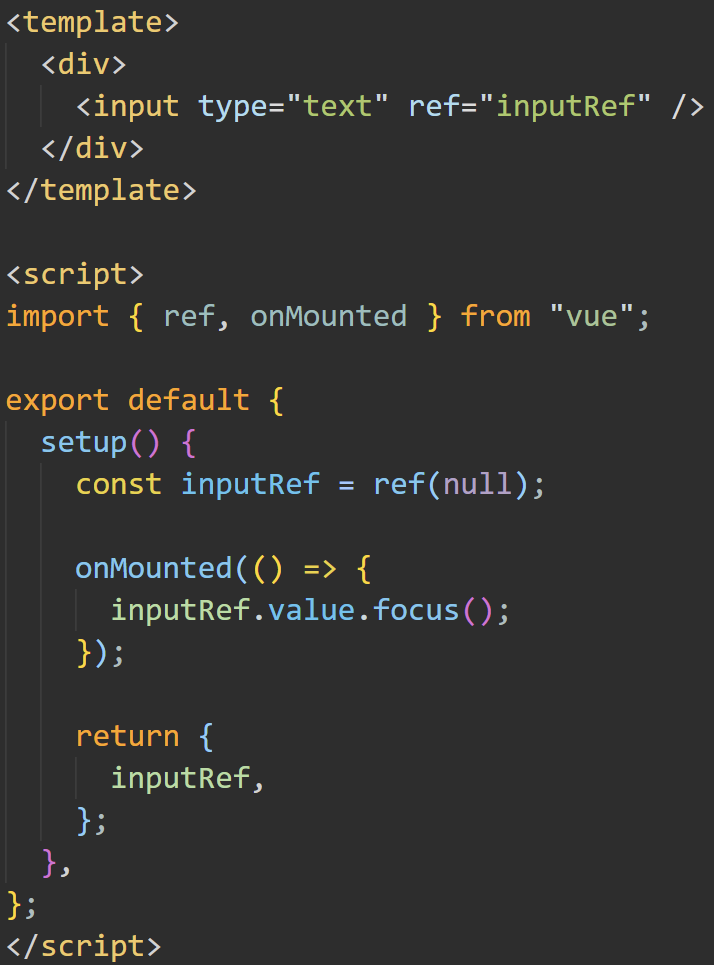 <template>
  <div>
    <input type="text" ref="inputRef" />
  </div>
</template>

<script>
import { ref, onMounted } from "vue";

export default {
  setup() {
    const inputRef = ref(null);

    onMounted(() => {
      inputRef.value.focus();
    });

    return {
      inputRef,
    };
  },
};
</script>